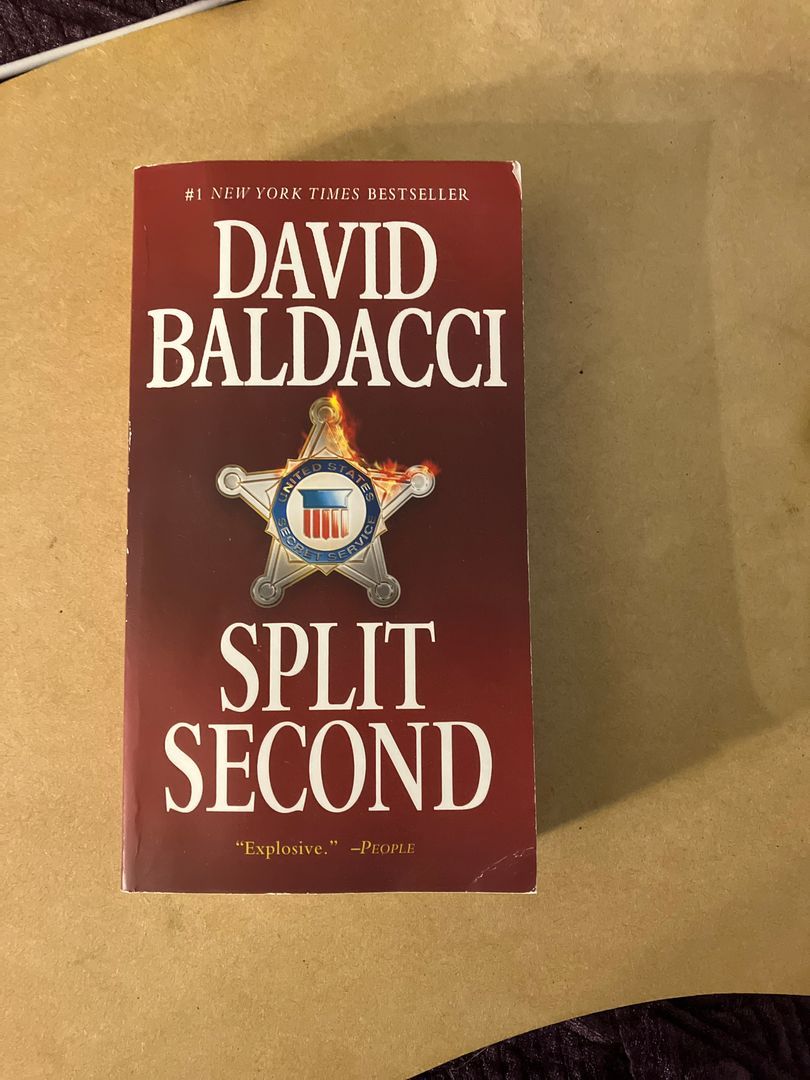 #1 NEW YORK TIMES BESTSELLER
DAVID
BALDACCI
UNITED STATES
SECRET SERVICE
SPLIT
SECOND
“Explosive.” –PEOPLE